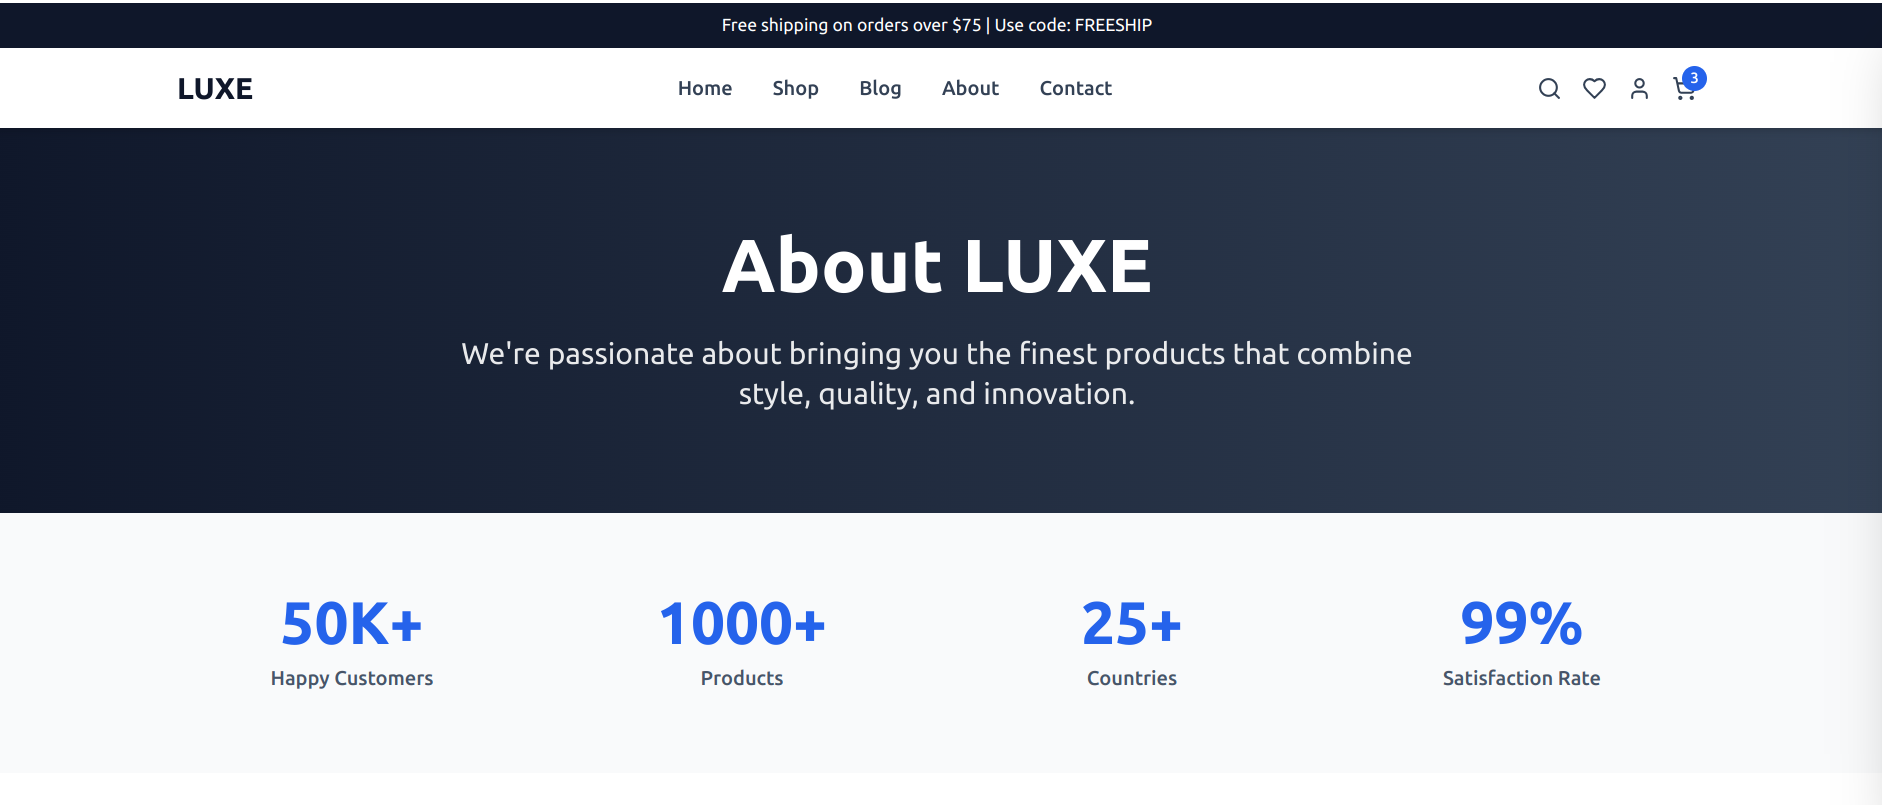 Free shipping on orders over $75 | Use code: FREESHIP
LUXE
Home
Shop
Blog
About
Contact
3
About LUXE
We're passionate about bringing you the finest products that combine
style, quality, and innovation.
50K+
Happy Customers
1000+
Products
25+
Countries
99%
Satisfaction Rate